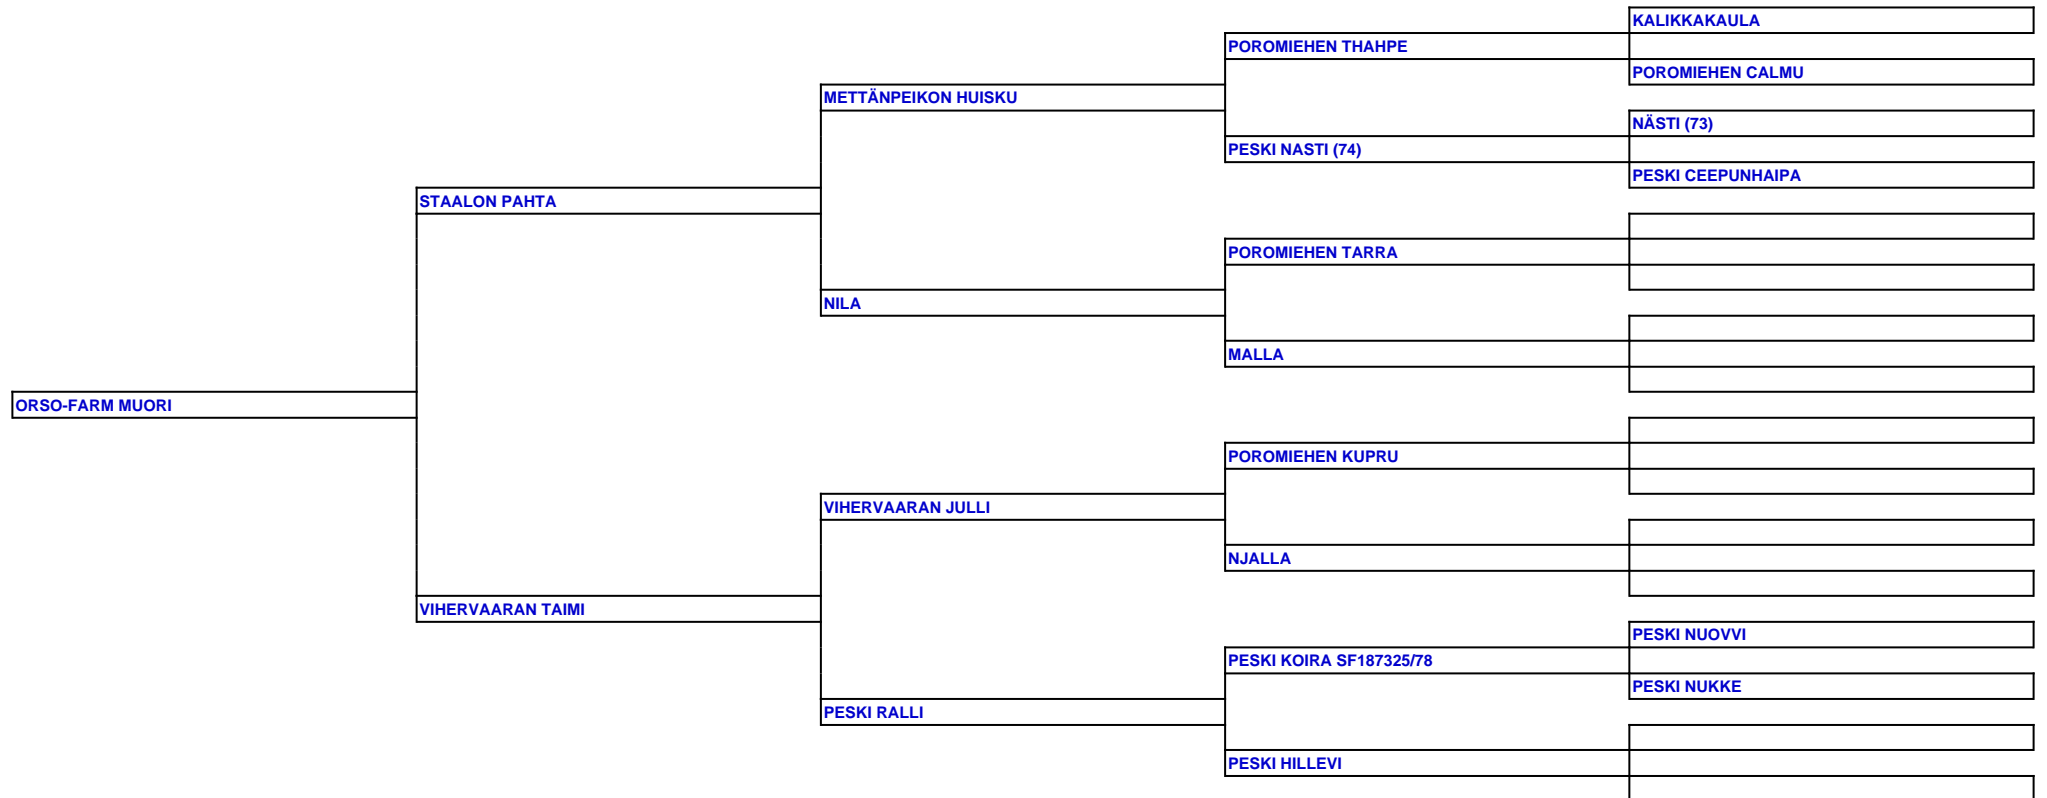 KALIKKAKAULA
POROMIEHEN THAHPE
POROMIEHEN CALMU
METTÄNPEIKON HUISKU
NÄSTI (73)
PESKI NASTI (74)
PESKI CEEPUNHAIPA
STAALON PAHTA
POROMIEHEN TARRA
NILA
MALLA
ORSO-FARM MUORI
POROMIEHEN KUPRU
VIHERVAARAN JULLI
NJALLA
VIHERVAARAN TAIMI
PESKI NUOVVI
PESKI KOIRA SF187325/78
PESKI NUKKE
PESKI RALLI
PESKI HILLEVI